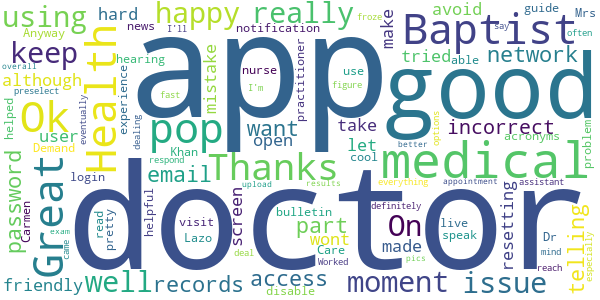 using
hard
happy
really
avoid
guide
Mrs
Anyway
news
I'll
notification
froze
make
Baptist
say
often
overall
keep
hearing
app
good
tried
able
network
preselect
although
Health
experience
mistake
nurse
practitioner
use
I'm
figure
take
incorrect
better
options
acronyms
problem
Ok
user
Demand
helped
eventually
dealing
pop
fast
want
open
let
cool
medical
password
Great
email
Khan
respond
Thanks
login
doctor
upload
results
everything
appointment
assistant
Carmen
read
pretty
helpful
visit
Lazo
screen
bulletin
part
wont
On
made
definitely
live
speak
resetting
Dr
mind
reach
telling
especially
exam
came
friendly
well
records
access
disable
Care
Worked
deal
moment
pics
issue